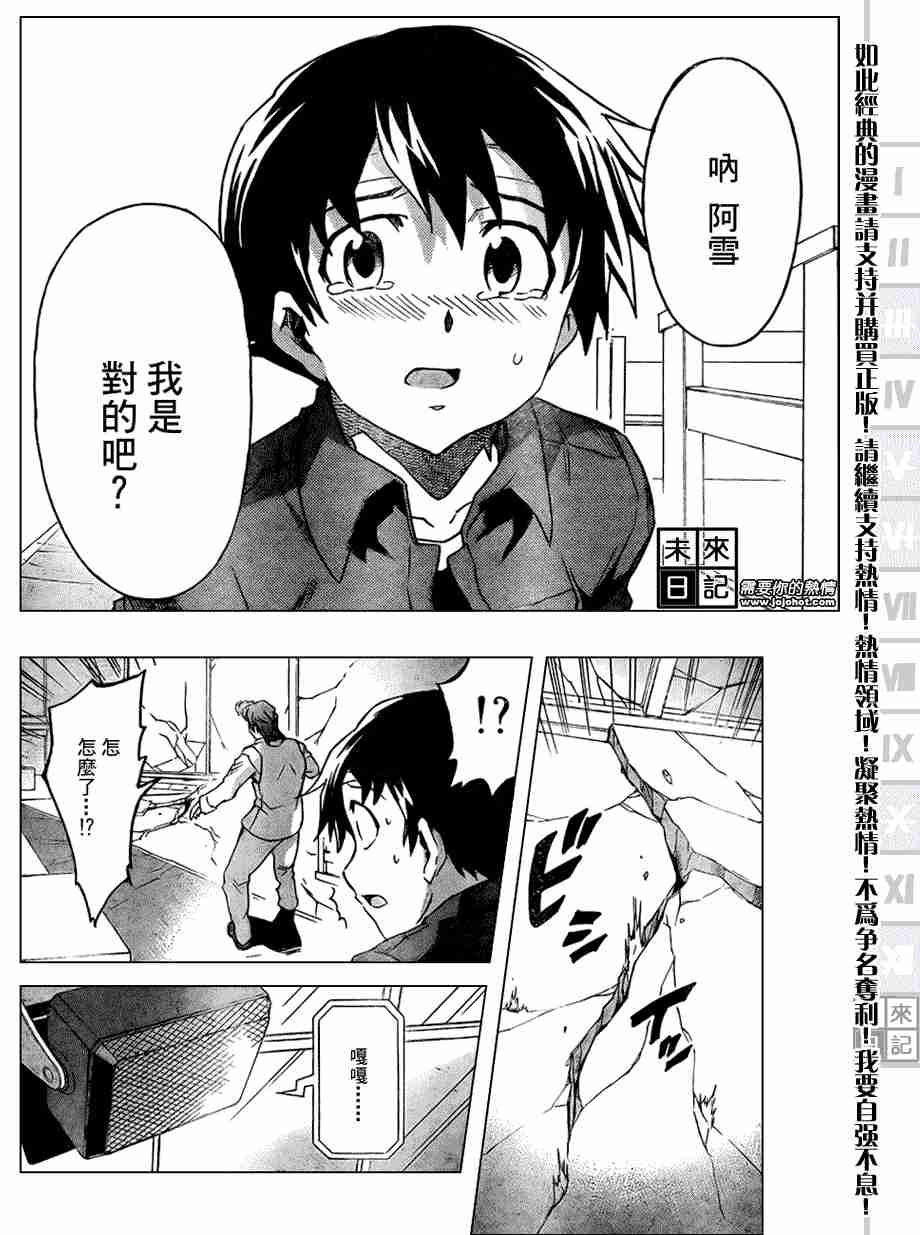 吶 阿雪
我是
對的吧？
未來
日記
需要你的熱情
www.jojohot.com
ビビッ
!?
怎
怎麼了…!?
嘎嘎……
如此經典的漫畫請支持并購買正版！請繼續支持熱情！熱情領域！凝聚熱情！不爲争名奪利！我要自强不息！
I
II
III
IV
V
VI
VII
VIII
IX
X
XI
XII
來
記